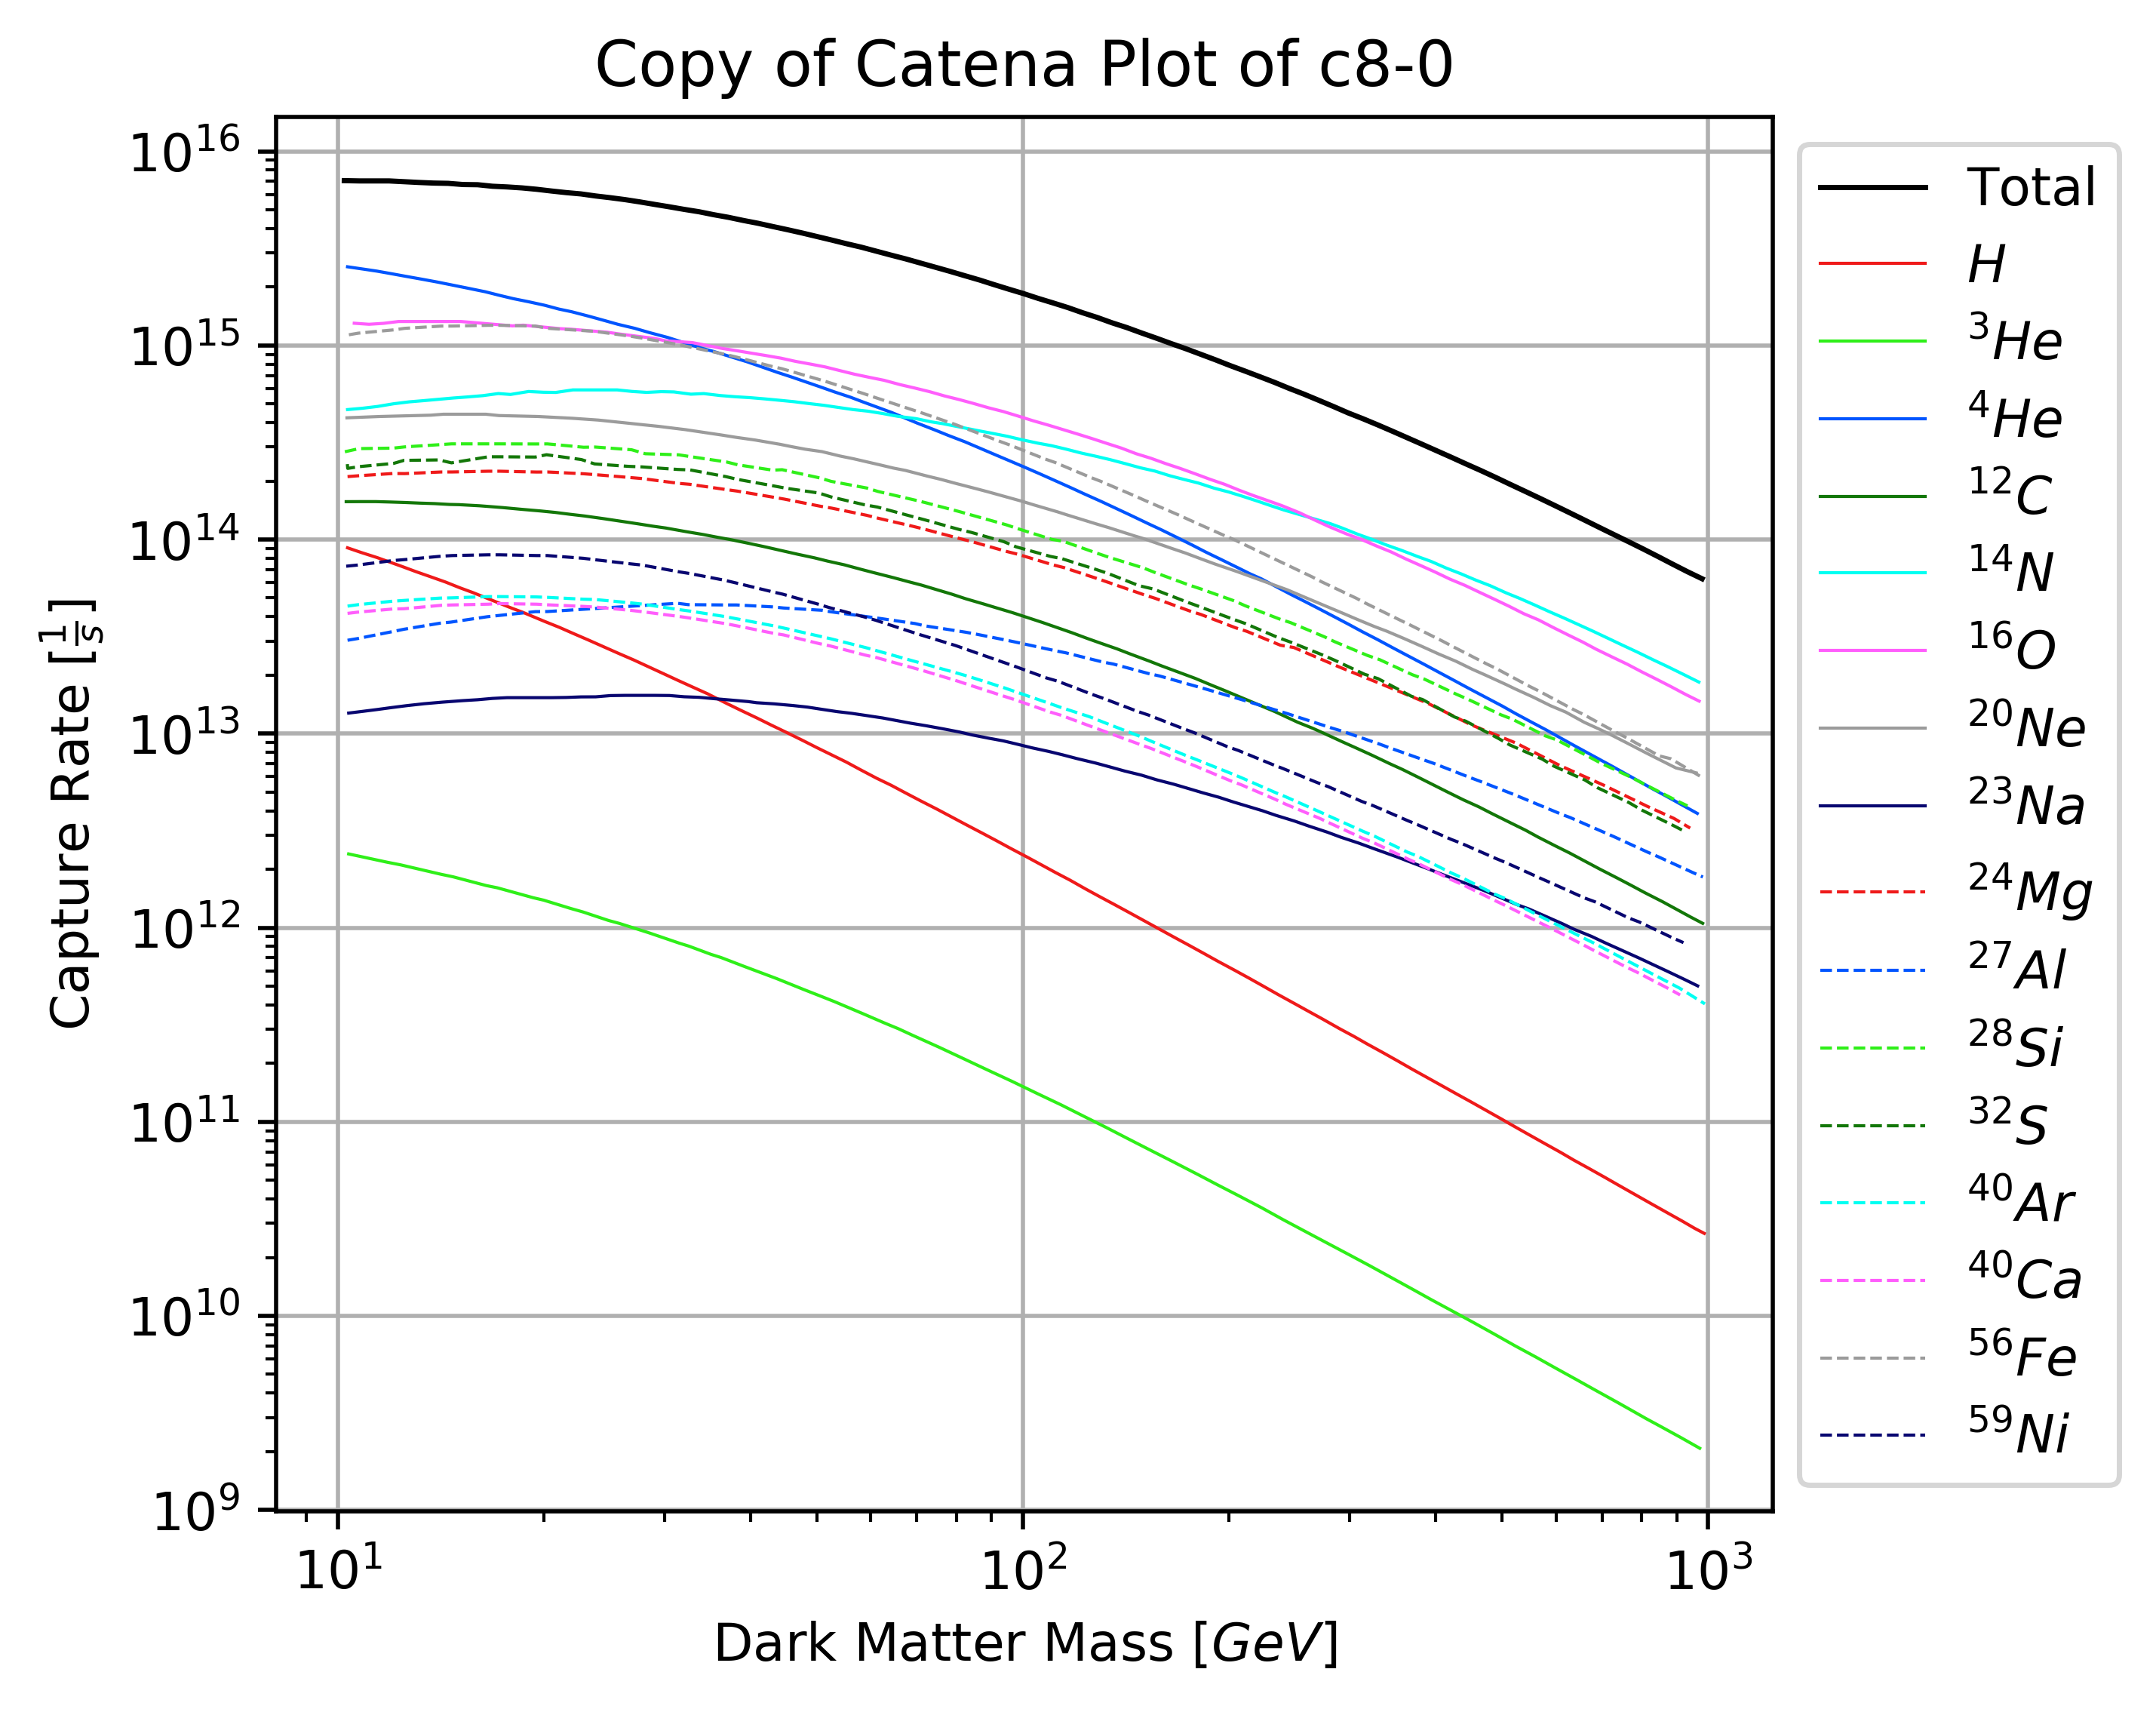 Copy of Catena Plot of c8-0
Capture Rate [1/s]
10^16
10^15
10^14
10^13
10^12
10^11
10^10
10^9
10^1
10^2
10^3
Dark Matter Mass [GeV]
Total
H
^3He
^4He
^12C
^14N
^16O
^20Ne
^23Na
^24Mg
^27Al
^28Si
^32S
^40Ar
^40Ca
^56Fe
^59Ni